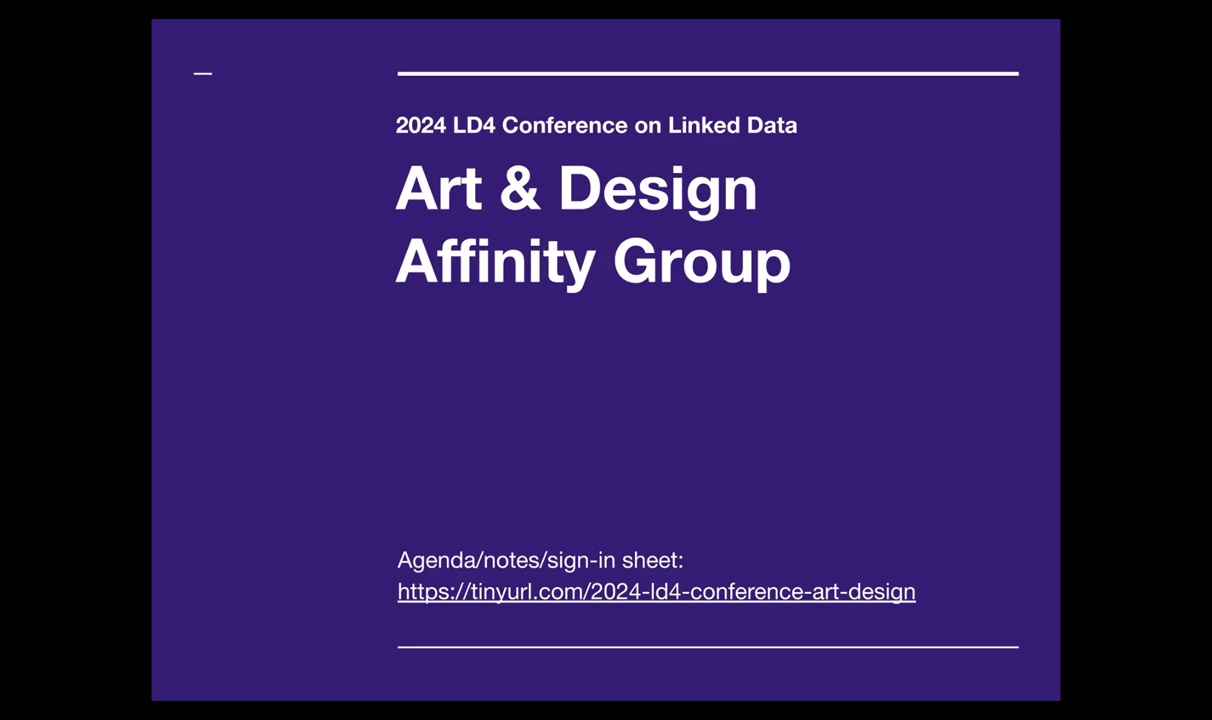 2024 LD4 Conference on Linked Data
Art & Design
Affinity Group
Agenda/notes/sign-in sheet:
https://tinyurl.com/2024-ld4-conference-art-design